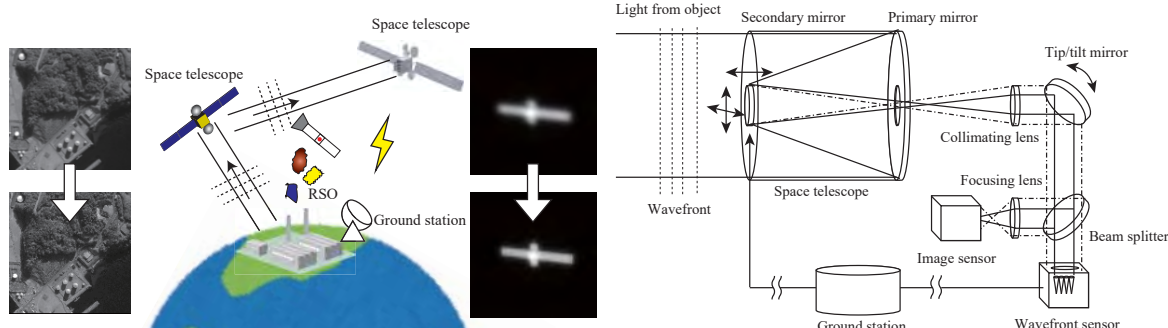 Space telescope
Space telescope
RSO
Ground station
Light from object
Secondary mirror
Primary mirror
Tip/tilt mirror
Collimating lens
Space telescope
Focusing lens
Wavefront
Beam splitter
Image sensor
Ground station
Wavefront sensor